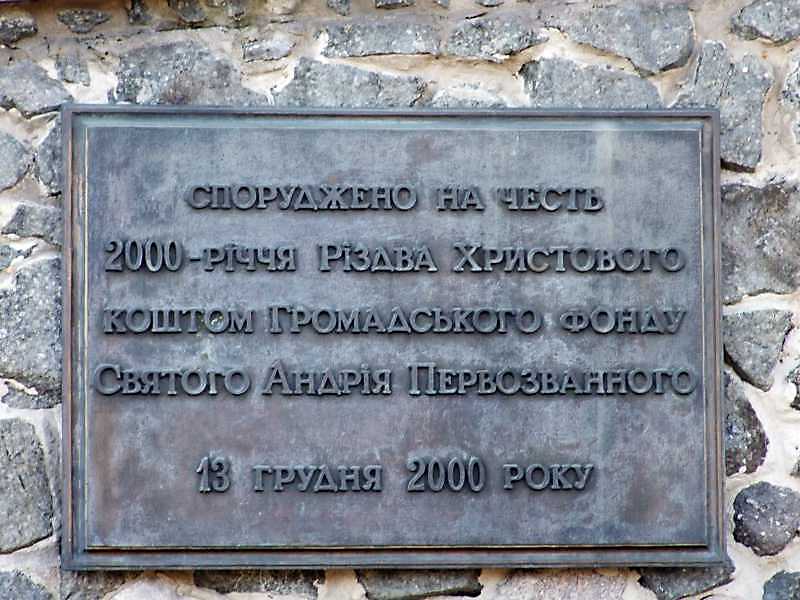 СПОРУДЖЕНО НА ЧЕСТЬ
2000-РІЧЧЯ РІЗДВА ХРИСТОВОГО
КОШТОМ ГРОМАДСЬКОГО ФОНДУ
СВЯТОГО АНДРІЯ ПЕРВОЗВАННОГО
13 ГРУДНЯ 2000 РОКУ